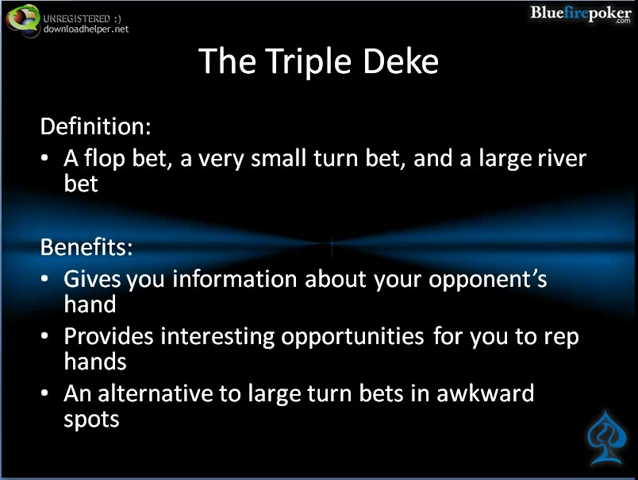 UNREGISTERED :)
downloadhelper.net
Bluefirepoker
.com
The Triple Deke
Definition:
• A flop bet, a very small turn bet, and a large river
bet
Benefits:
• Gives you information about your opponent's
hand
• Provides interesting opportunities for you to rep
hands
• An alternative to large turn bets in awkward
spots